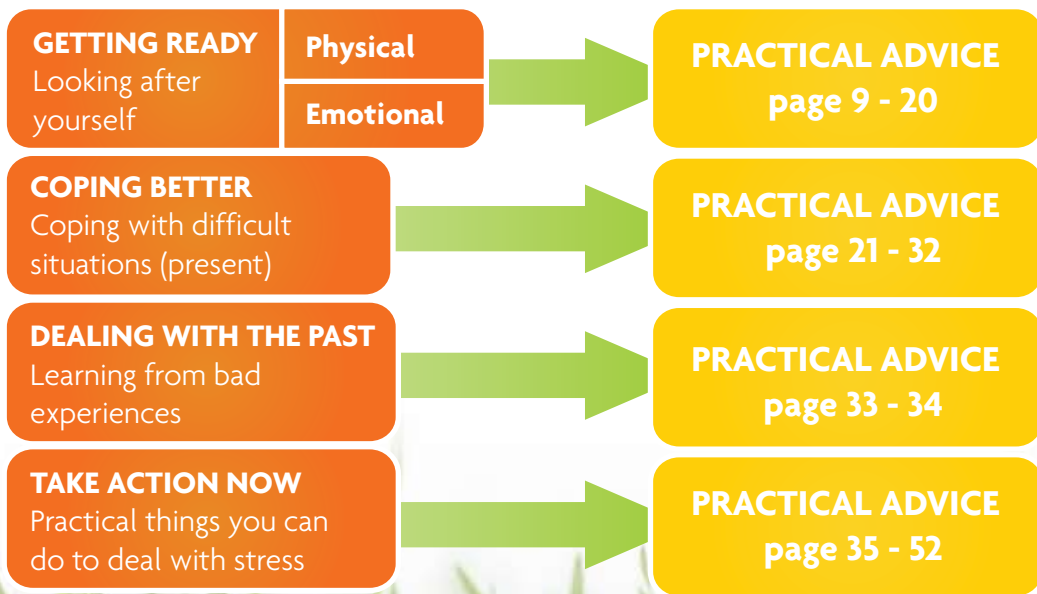 GETTING READY
Looking after
yourself
Physical
Emotional
PRACTICAL ADVICE
page 9 - 20
COPING BETTER
Coping with difficult
situations (present)
PRACTICAL ADVICE
page 21 - 32
DEALING WITH THE PAST
Learning from bad
experiences
PRACTICAL ADVICE
page 33 - 34
TAKE ACTION NOW
Practical things you can
do to deal with stress
PRACTICAL ADVICE
page 35 - 52